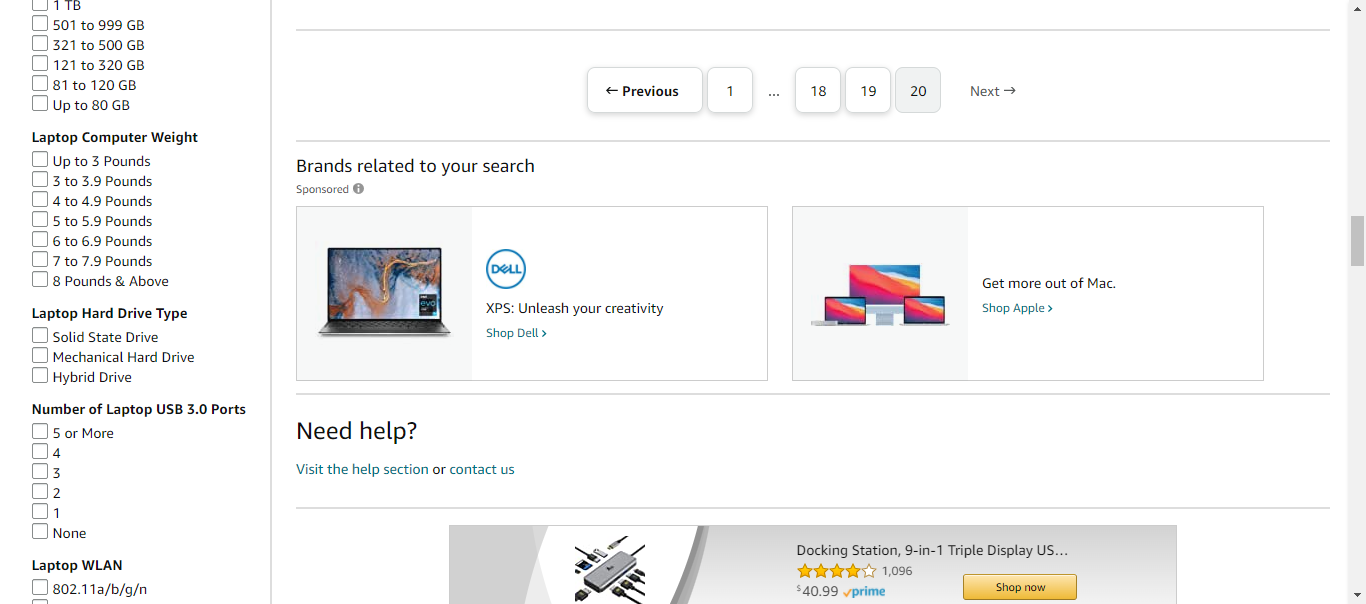 1 TB
501 to 999 GB
321 to 500 GB
121 to 320 GB
81 to 120 GB
Up to 80 GB
Laptop Computer Weight
Up to 3 Pounds
3 to 3.9 Pounds
4 to 4.9 Pounds
5 to 5.9 Pounds
6 to 6.9 Pounds
7 to 7.9 Pounds
8 Pounds & Above
Laptop Hard Drive Type
Solid State Drive
Mechanical Hard Drive
Hybrid Drive
Number of Laptop USB 3.0 Ports
5 or More
4
3
2
1
None
Laptop WLAN
802.11a/b/g/n
← Previous 1 ... 18 19 20 Next →
Brands related to your search
Sponsored
DELL
evo
XPS: Unleash your creativity
Shop Dell ›
Get more out of Mac.
Shop Apple ›
Need help?
Visit the help section or contact us
Docking Station, 9-in-1 Triple Display US...
1,096
$40.99 prime
Shop now